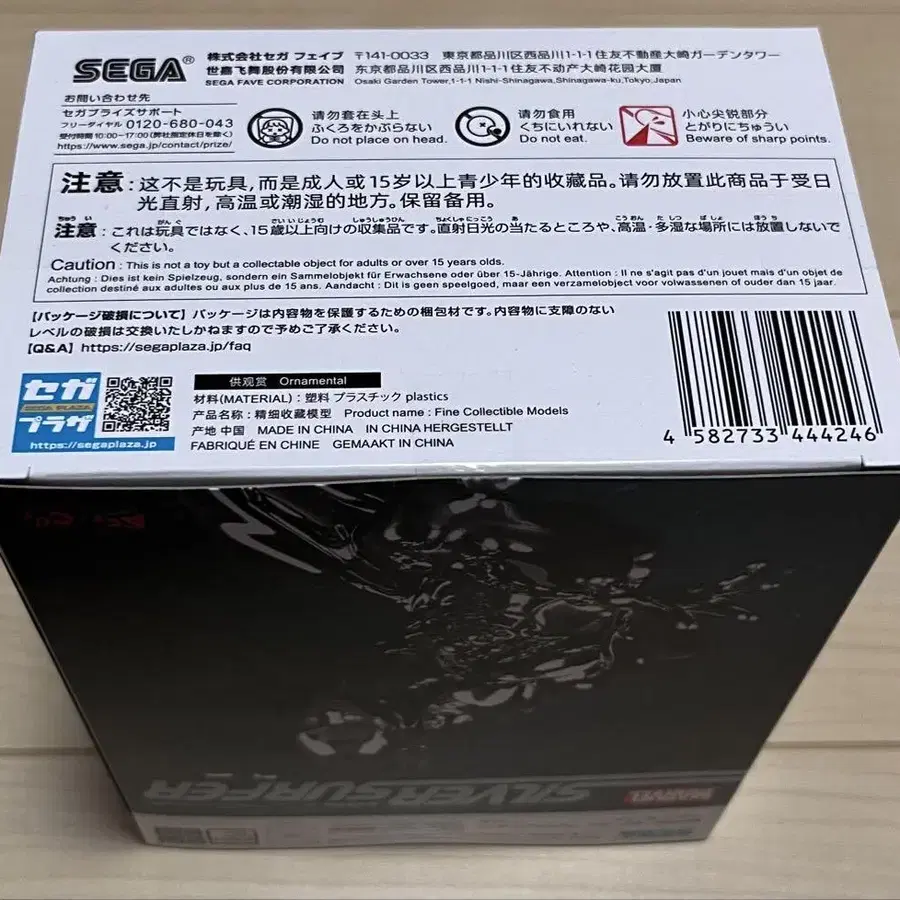 SEGA®
株式会社セガ フェイブ 〒141-0033 東京都品川区西品川1-1-1住友不動産大崎ガーデンタワー
世嘉飞舞股份有限公司 东京都品川区西品川1-1-1住友不动产大崎花园大厦
SEGA FAVE CORPORATION Osaki Garden Tower,1-1-1 Nishi-Shinagawa,Shinagawa-ku,Tokyo,Japan
お問い合わせ先
セガプライズサポート
フリーダイヤル 0120-680-043
受付時間10:00~17:00(弊社指定休日を除く)
https://www.sega.jp/contact/prize/
请勿套在头上
ふくろをかぶらない
Do not place on head.
请勿食用
くちにいれない
Do not eat.
小心尖锐部分
とがりにちゅうい
Beware of sharp points.
注意:这不是玩具,而是成人或15岁以上青少年的收藏品。请勿放置此商品于受日
光直射,高温或潮湿的地方。保留备用。
注意:これは玩具ではなく、15歳以上向けの収集品です。直射日光の当たるところや、高温・多湿な場所には放置しないで
ください。
Caution : This is not a toy but a collectable object for adults or over 15 years olds.
Achtung : Dies ist kein Spielzeug, sondern ein Sammelobjekt für Erwachsene oder über 15-Jährige. Attention : Il ne s'agit pas d'un jouet mais d'un objet de
collection destiné aux adultes ou aux plus de 15 ans. Aandacht : Dit is geen speelgoed, maar een verzamelobject voor volwassenen of ouder dan 15 jaar.
【パッケージ破損について】パッケージは内容物を保護するための梱包材です。内容物に支障のない
レベルの破損は交換いたしかねますので予めご了承ください。
【Q&A】https://segaplaza.jp/faq
セガ
SEGA PLAZA
プラザ
https://segaplaza.jp
供观赏 Ornamental
材料(MATERIAL) : 塑料 プラスチック plastics
产品名称 : 精细收藏模型 Product name : Fine Collectible Models
产地 中国 MADE IN CHINA IN CHINA HERGESTELLT
FABRIQUÉ EN CHINE GEMAAKT IN CHINA
4 582733 444246
SILVER SURFER
MARVEL
SEGA